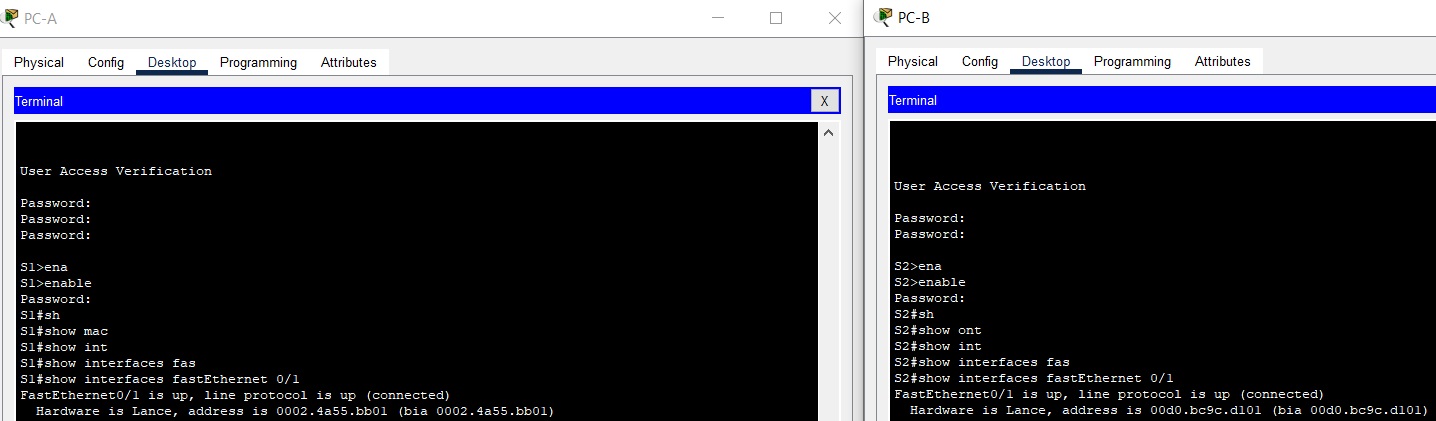 PC-A
Physical Config Desktop Programming Attributes
Terminal X
User Access Verification
Password:
Password:
Password:
S1>ena
S1>enable
Password:
S1#sh
S1#show mac
S1#show int
S1#show interfaces fas
S1#show interfaces fastEthernet 0/1
FastEthernet0/1 is up, line protocol is up (connected)
Hardware is Lance, address is 0002.4a55.bb01 (bia 0002.4a55.bb01)
PC-B
Physical Config Desktop Programming Attributes
Terminal
User Access Verification
Password:
Password:
S2>ena
S2>enable
Password:
S2#sh
S2#show ont
S2#show int
S2#show interfaces fas
S2#show interfaces fastEthernet 0/1
FastEthernet0/1 is up, line protocol is up (connected)
Hardware is Lance, address is 00d0.bc9c.d101 (bia 00d0.bc9c.d101)